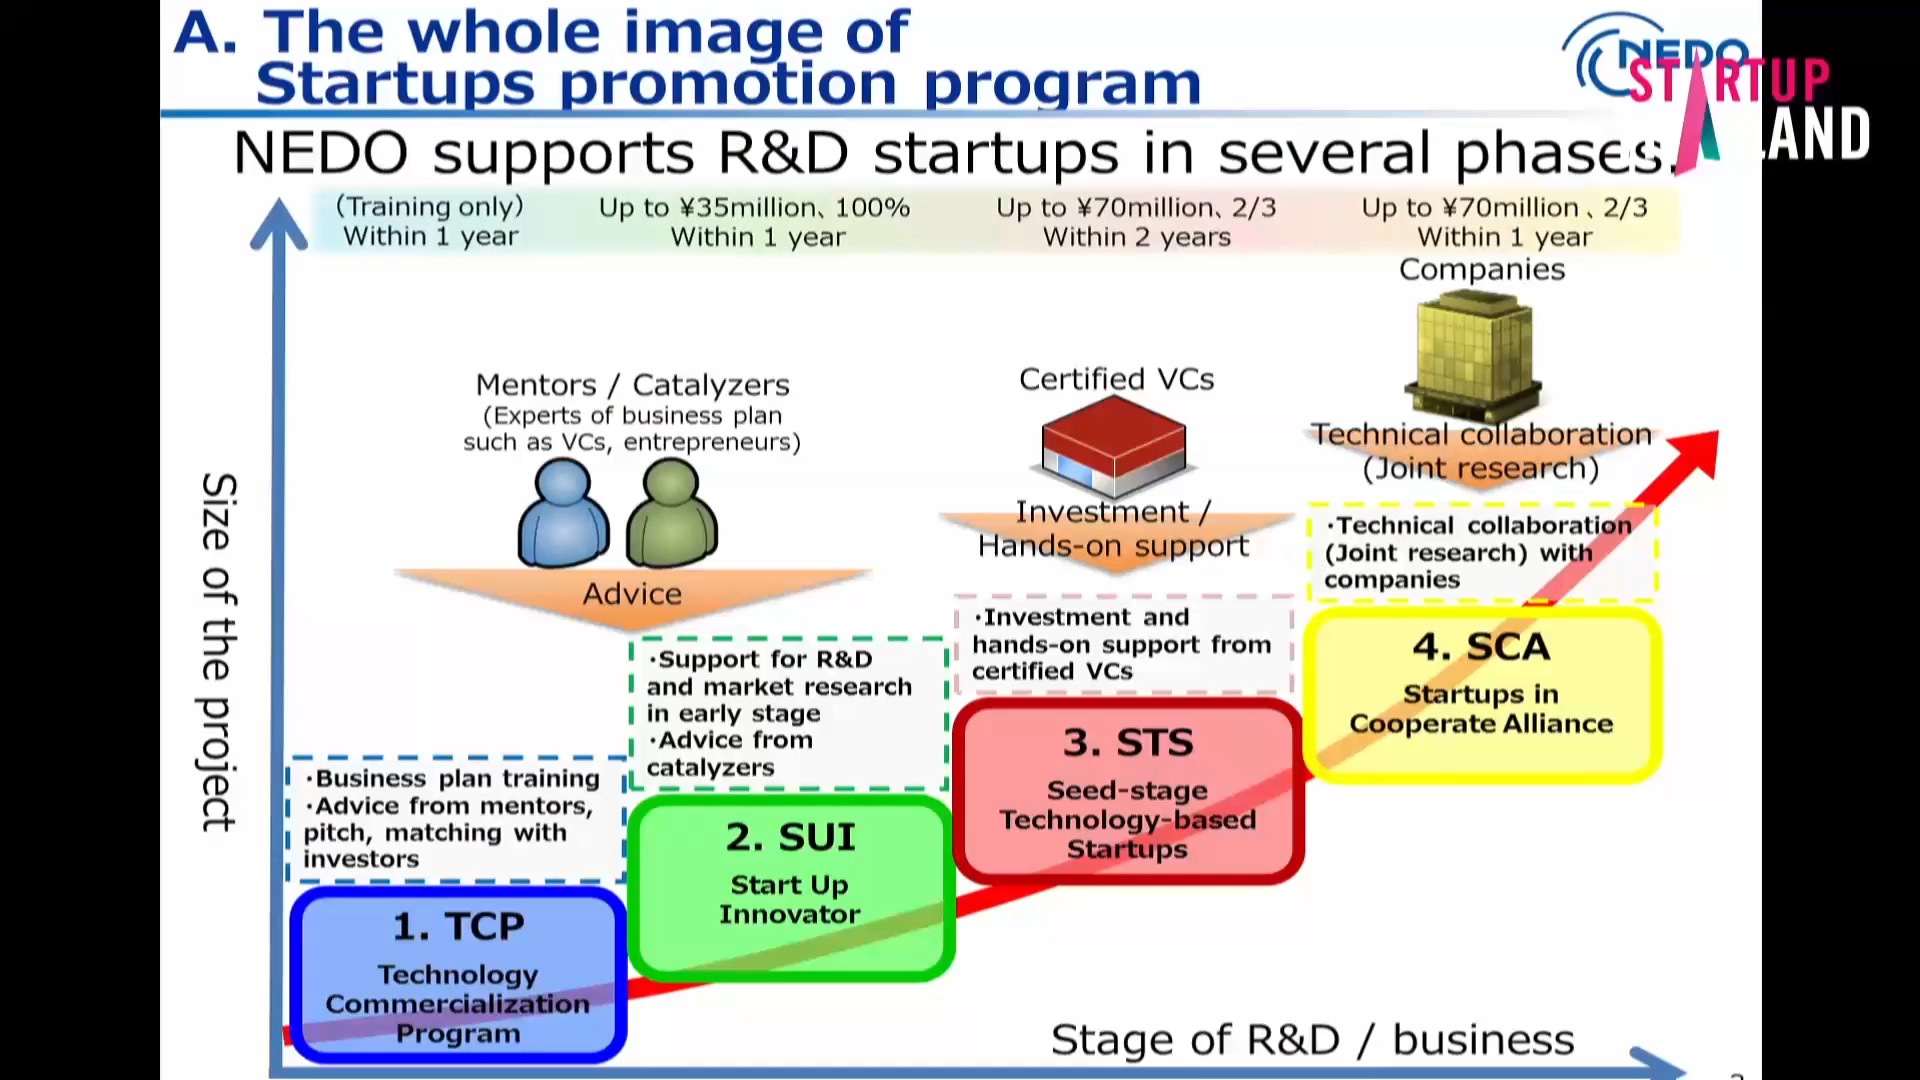 A. The whole image of
Startups promotion program
NEDO
STARTUP
LAND
NEDO supports R&D startups in several phases.
(Training only)
Within 1 year
Up to ¥35million、100%
Within 1 year
Up to ¥70million、2/3
Within 2 years
Up to ¥70million、2/3
Within 1 year
Companies
Mentors / Catalyzers
(Experts of business plan
such as VCs, entrepreneurs)
Certified VCs
Technical collaboration
(Joint research)
Investment /
Hands-on support
Advice
・Technical collaboration
(Joint research) with
companies
・Investment and
hands-on support from
certified VCs
・Support for R&D
and market research
in early stage
・Advice from
catalyzers
・Business plan training
・Advice from mentors,
pitch, matching with
investors
Size of the project
4. SCA
Startups in
Cooperate Alliance
3. STS
Seed-stage
Technology-based
Startups
2. SUI
Start Up
Innovator
1. TCP
Technology
Commercialization
Program
Stage of R&D / business